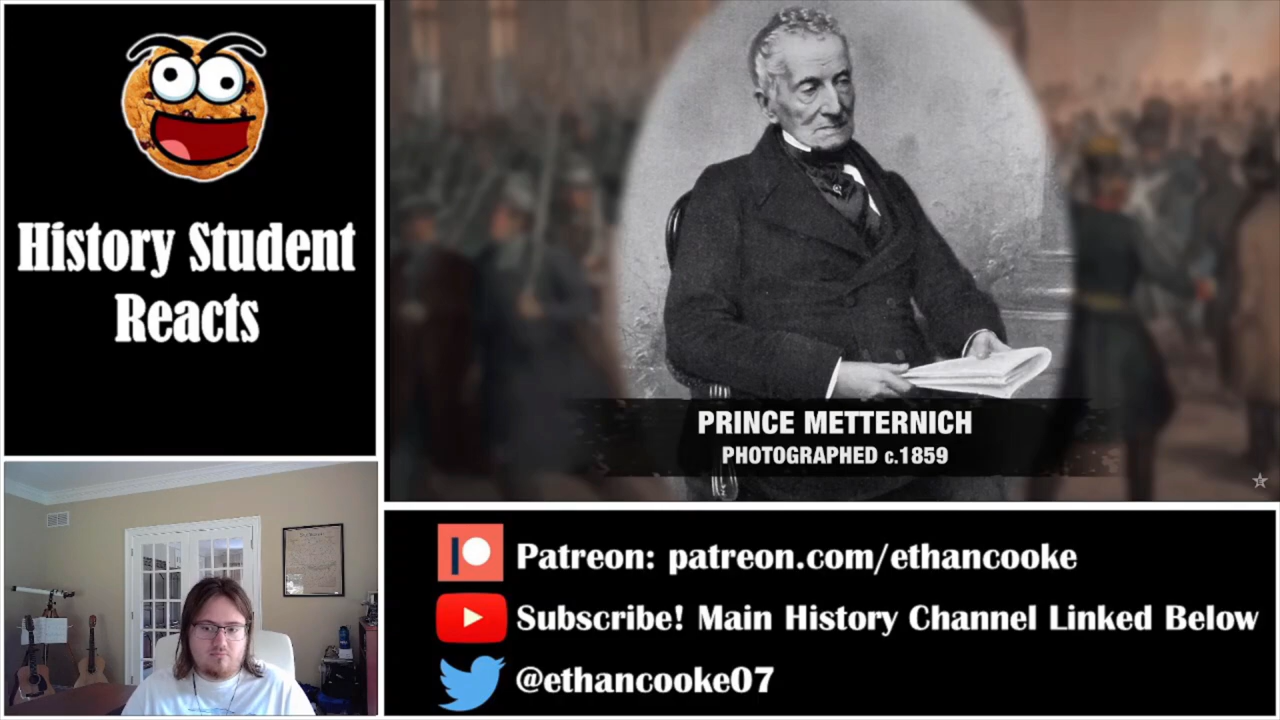 History Student
Reacts
PRINCE METTERNICH
PHOTOGRAPHED c.1859
Patreon: patreon.com/ethancooke
Subscribe! Main History Channel Linked Below
@ethancooke07